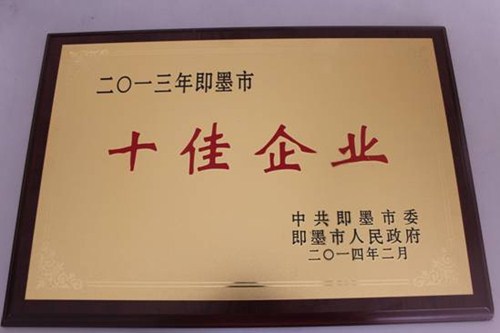 二〇一三年即墨市
十佳企业
中共即墨市委
即墨市人民政府
二〇一四年二月